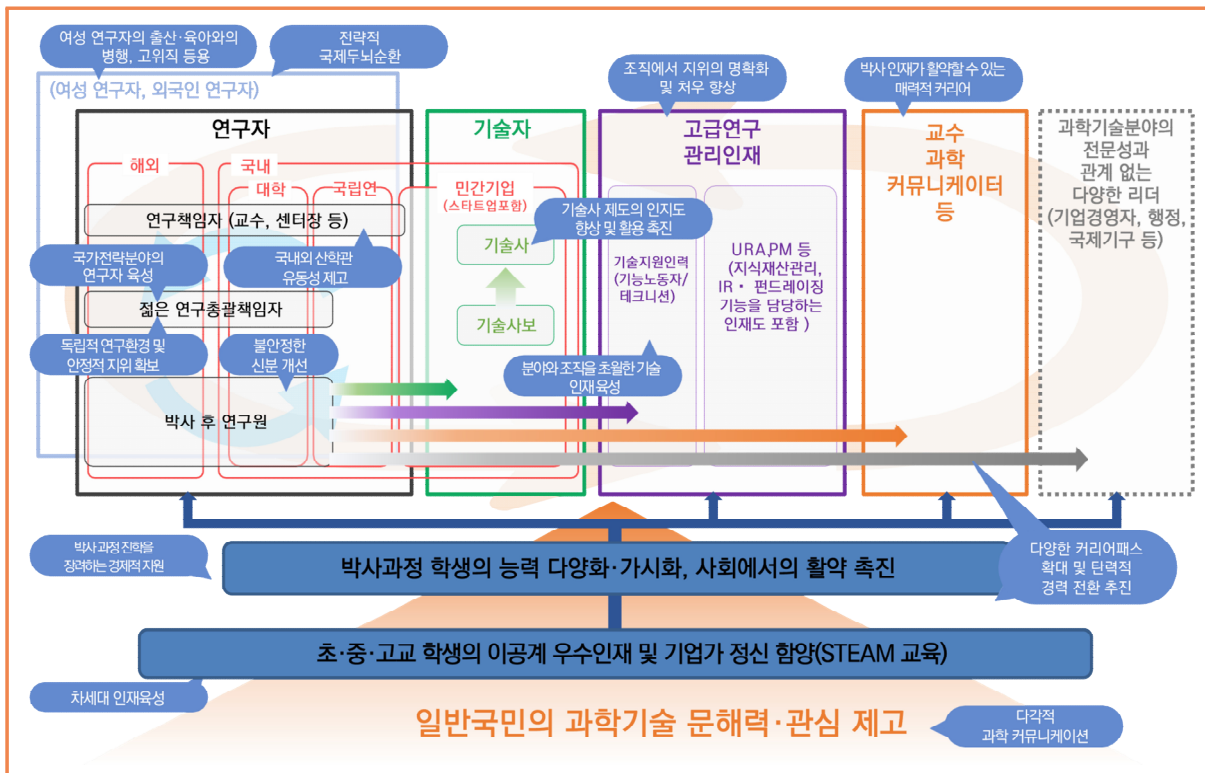 여성 연구자의 출산·육아와의
병행, 고위직 등용
전략적
국제두뇌순환
(여성 연구자, 외국인 연구자)
조직에서 지위의 명확화
및 처우 향상
박사 인재가 활약할 수 있는
매력적 커리어
연구자
기술자
고급연구
관리인재
교수
과학
커뮤니케이터
등
과학기술분야의
전문성과
관계 없는
다양한 리더
(기업경영자, 행정,
국제기구 등)
해외
국내
대학
국립연
민간기업
(스타트업포함)
연구책임자 (교수, 센터장 등)
기술사 제도의 인지도
향상 및 활용 촉진
기술사
기술사보
국가전략분야의
연구자 육성
국내외 산학관
유동성 제고
젊은 연구총괄책임자
독립적 연구환경 및
안정적 지위 확보
불안정한
신분 개선
박사 후 연구원
기술지원인력
(기능노동자/
테크니션)
URA,PM 등
(지식재산관리,
IR· 펀드레이징
기능을 담당하는
인재도 포함 )
분야와 조직을 초월한 기술
인재 육성
박사 과정 진학을
장려하는 경제적 지원
박사과정 학생의 능력 다양화·가시화, 사회에서의 활약 촉진
다양한 커리어패스
확대 및 탄력적
경력 전환 추진
초·중·고교 학생의 이공계 우수인재 및 기업가 정신 함양(STEAM 교육)
차세대 인재육성
일반국민의 과학기술 문해력·관심 제고
다각적
과학 커뮤니케이션